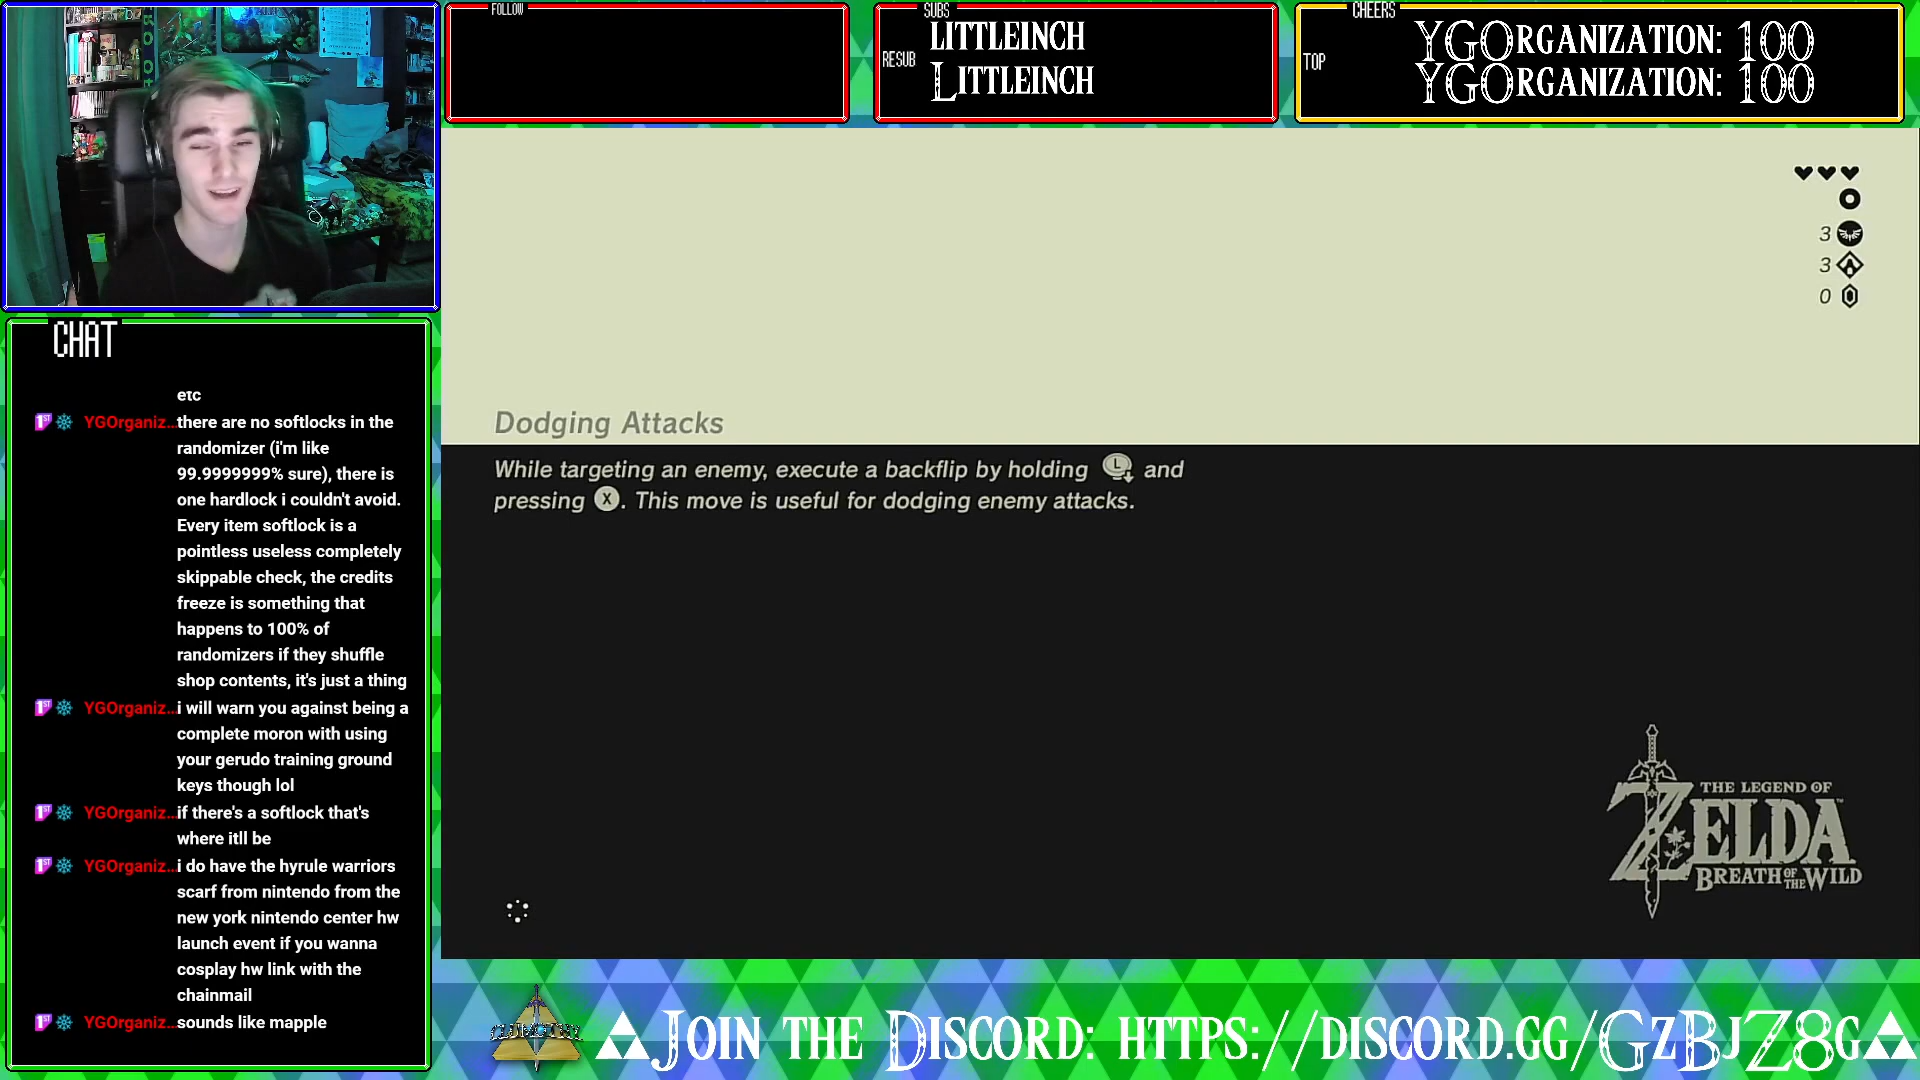 FOLLOW
SUBS
RESUB
LITTLEINCH
LITTLEINCH
CHEERS
TOP
YGORGANIZATION: 100
YGORGANIZATION: 100
CHAT
etc
YGOrganiz... there are no softlocks in the
randomizer (i'm like
99.9999999% sure), there is
one hardlock i couldn't avoid.
Every item softlock is a
pointless useless completely
skippable check, the credits
freeze is something that
happens to 100% of
randomizers if they shuffle
shop contents, it's just a thing
YGOrganiz... i will warn you against being a
complete moron with using
your gerudo training ground
keys though lol
YGOrganiz... if there's a softlock that's
where itll be
YGOrganiz... i do have the hyrule warriors
scarf from nintendo from the
new york nintendo center hw
launch event if you wanna
cosplay hw link with the
chainmail
YGOrganiz... sounds like mapple
3
3
0
Dodging Attacks
While targeting an enemy, execute a backflip by holding L and
pressing X. This move is useful for dodging enemy attacks.
THE LEGEND OF
ZELDA
BREATH OF THE WILD
JOIN THE DISCORD: HTTPS://DISCORD.GG/GZBJZ8G